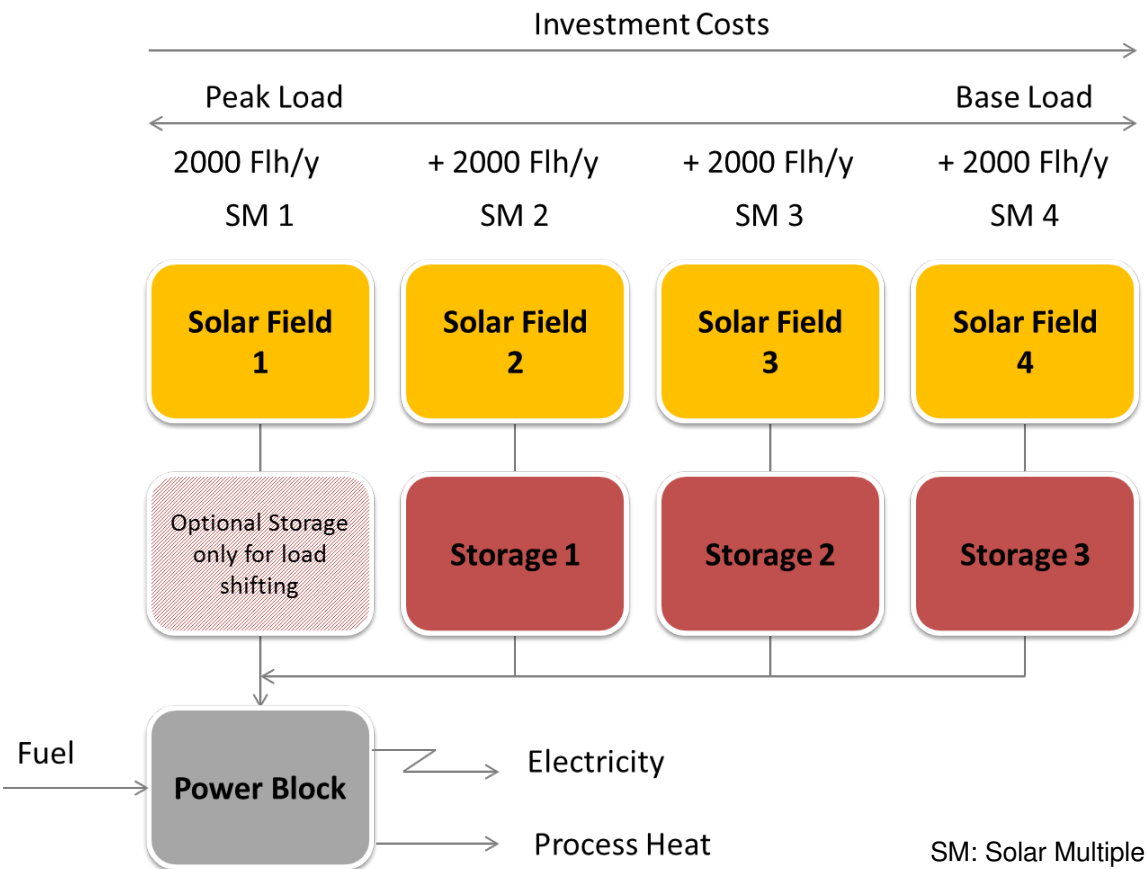 Investment Costs
Peak Load
Base Load
2000 Flh/y
+ 2000 Flh/y
+ 2000 Flh/y
+ 2000 Flh/y
SM 1
SM 2
SM 3
SM 4
Solar Field
1
Solar Field
2
Solar Field
3
Solar Field
4
Optional Storage
only for load
shifting
Storage 1
Storage 2
Storage 3
Fuel
Power Block
Electricity
Process Heat
SM: Solar Multiple